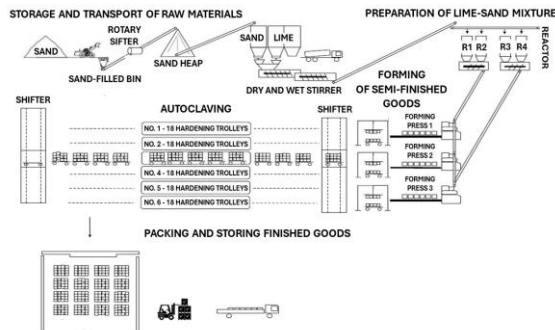 STORAGE AND TRANSPORT OF RAW MATERIALS
PREPARATION OF LIME-SAND MIXTURE
SAND
ROTARY
SIFTER
SAND-FILLED BIN
SAND HEAP
SAND
LIME
DRY AND WET STIRRER
R1
R2
R3
R4
REACTOR
FORMING
OF SEMI-FINISHED
GOODS
SHIFTER
AUTOCLAVING
SHIFTER
NO. 1 - 18 HARDENING TROLLEYS
NO. 2 - 18 HARDENING TROLLEYS
NO. 4 - 18 HARDENING TROLLEYS
NO. 5 - 18 HARDENING TROLLEYS
NO. 6 - 18 HARDENING TROLLEYS
FORMING
PRESS 1
FORMING
PRESS 2
FORMING
PRESS 3
PACKING AND STORING FINISHED GOODS